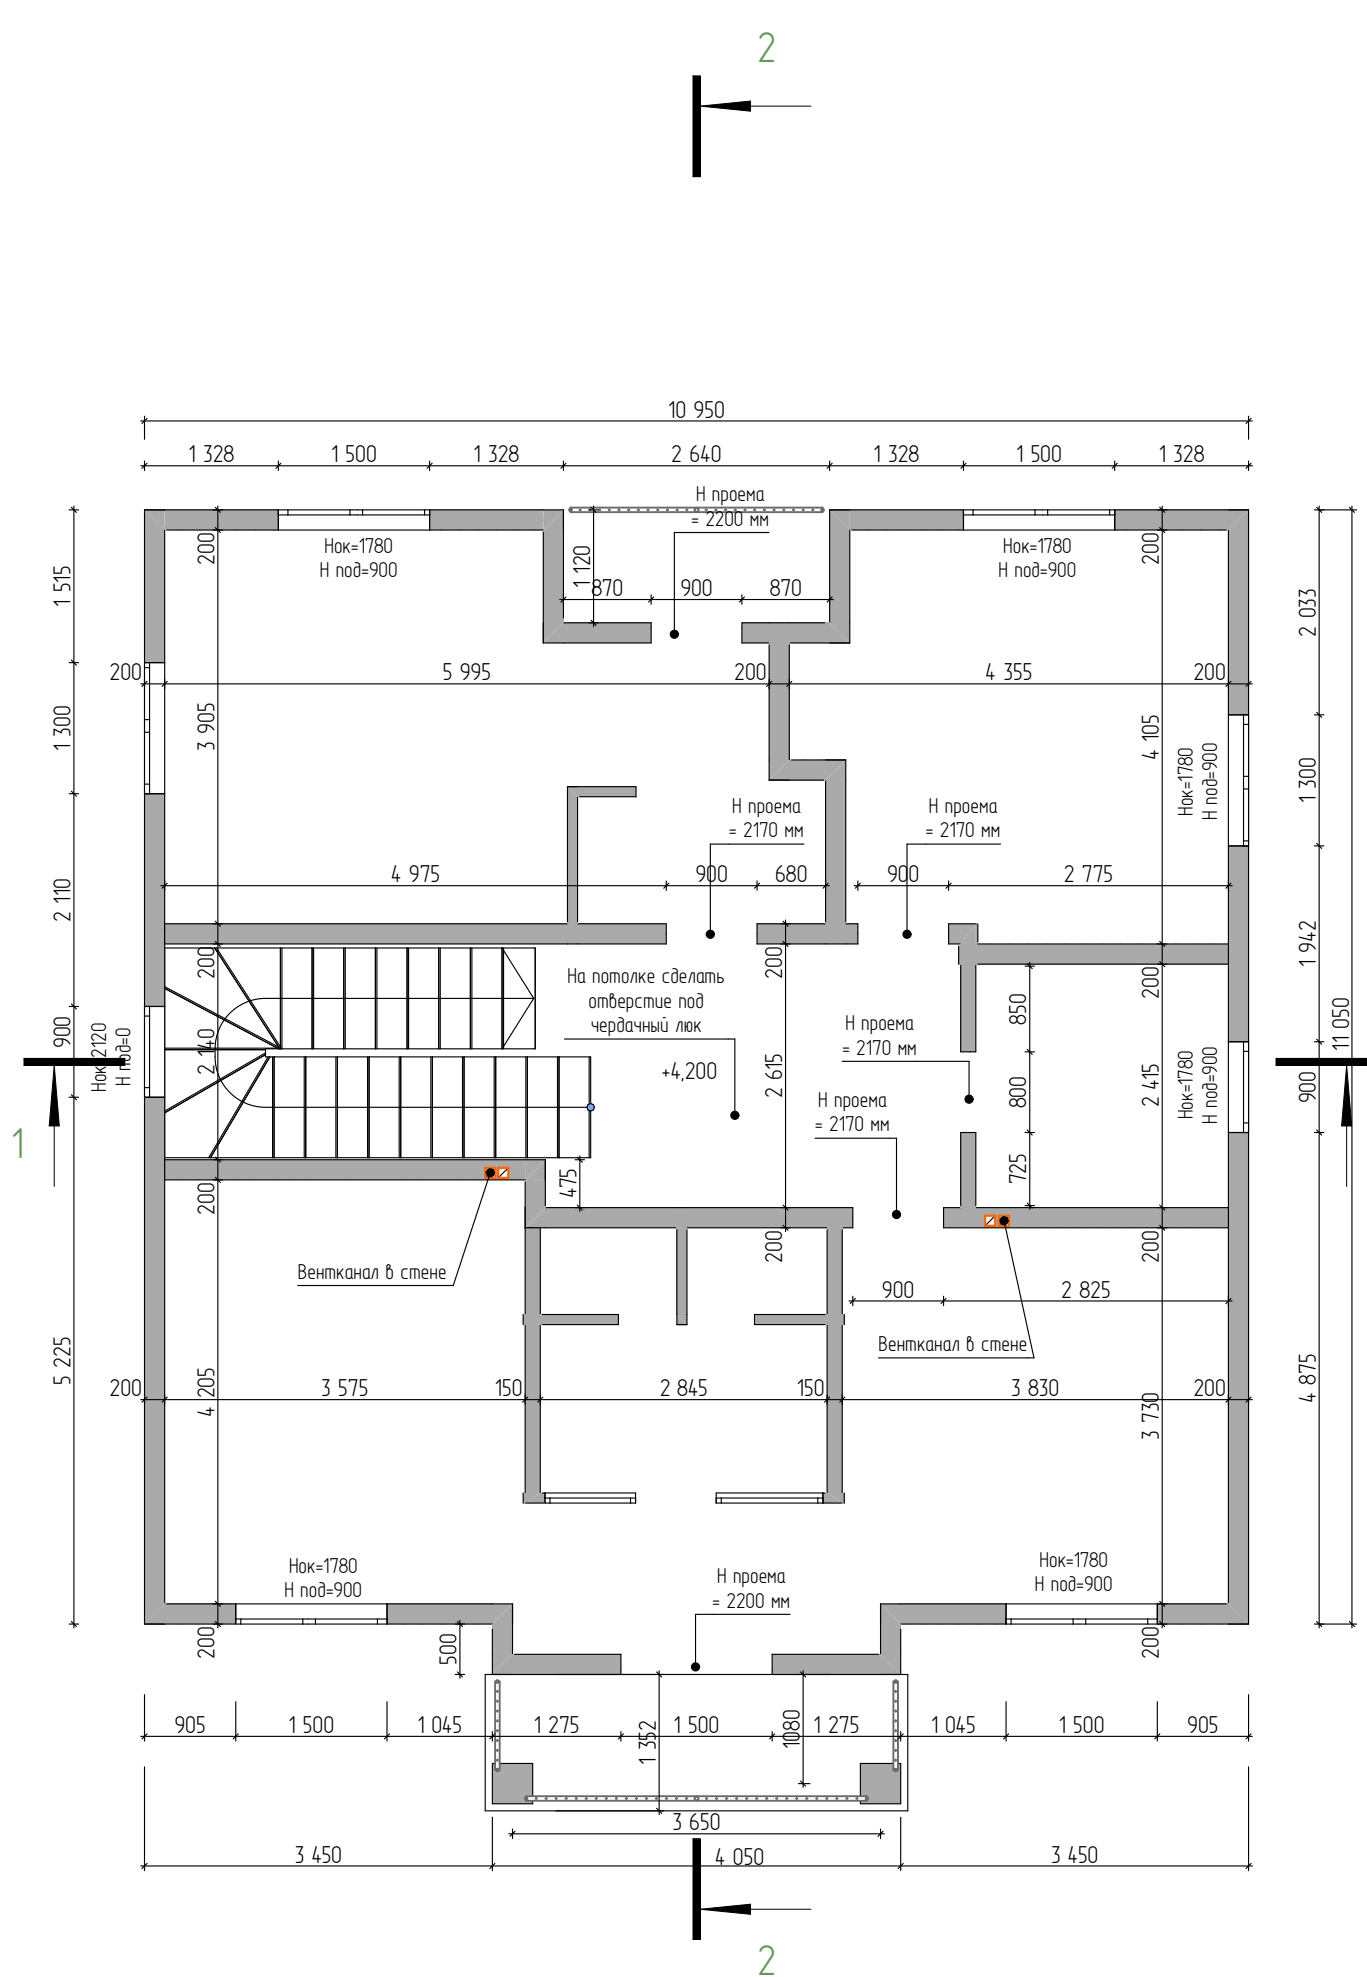 2
10 950
1 328
1 500
1 328
2 640
1 328
1 500
1 328
Н проема
= 2200 мм
Нок=1780
Н под=900
Нок=1780
Н под=900
200
200
1 120
870
900
870
1 515
2 033
200
5 995
200
4 355
200
1 300
3 905
4 105
Нок=1780
Н под=900
1 300
Н проема
= 2170 мм
Н проема
= 2170 мм
4 975
900
680
900
2 775
2 110
1 942
200
200
200
На потолке сделать
отверстие под
чердачный люк
850
Н проема
= 2170 мм
11 050
900
Нок=2120
Н под=0
2 140
+4,200
2 615
800
2 415
Нок=1780
Н под=900
900
Н проема
= 2170 мм
1
475
725
200
200
200
Вентканал в стене
900
2 825
Вентканал в стене
5 225
4 875
200
4 205
3 575
150
2 845
150
3 830
3 730
200
Нок=1780
Н под=900
Нок=1780
Н под=900
Н проема
= 2200 мм
200
500
200
905
1 500
1 045
1 275
1 352
1 500
1080
1 275
1 045
1 500
905
3 650
3 450
4 050
3 450
2